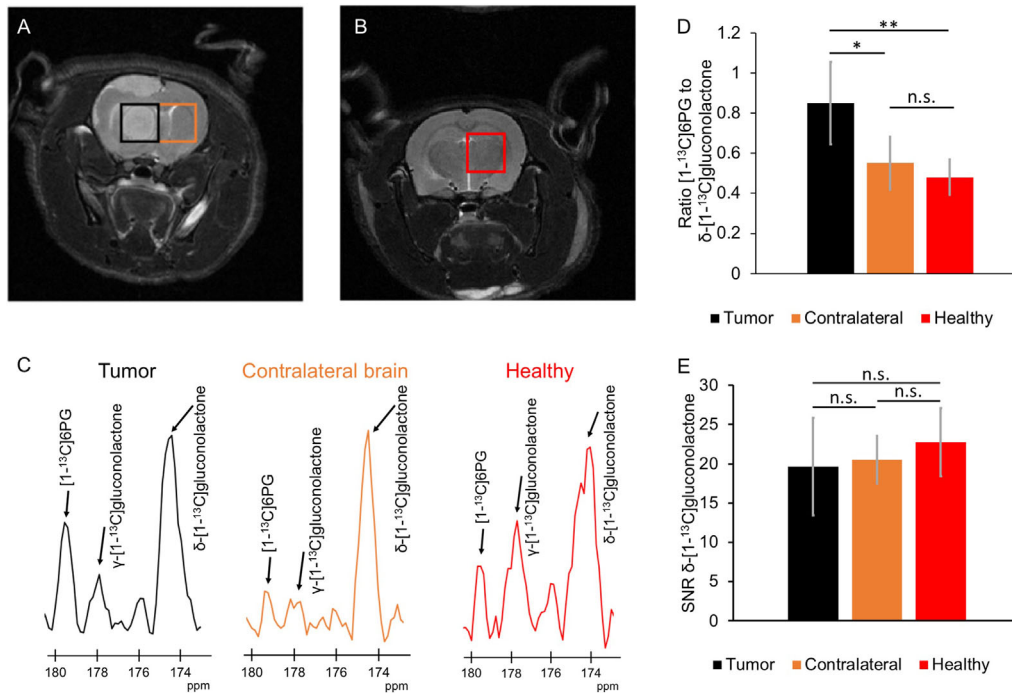 A
B
C
Tumor
Contralateral brain
Healthy
[1-¹³C]6PG
γ-[1-¹³C]gluconolactone
δ-[1-¹³C]gluconolactone
[1-¹³C]6PG
γ-[1-¹³C]gluconolactone
δ-[1-¹³C]gluconolactone
[1-¹³C]6PG
γ-[1-¹³C]gluconolactone
δ-[1-¹³C]gluconolactone
180 178 176 174
ppm
180 178 176 174
ppm
180 178 176 174
ppm
D
Ratio [1-¹³C]6PG to
δ-[1-¹³C]gluconolactone
1.2
1
0.8
0.6
0.4
0.2
0
**
*
n.s.
Tumor Contralateral Healthy
E
SNR δ-[1-¹³C]gluconolactone
30
25
20
15
10
5
0
n.s.
n.s. n.s.
Tumor Contralateral Healthy